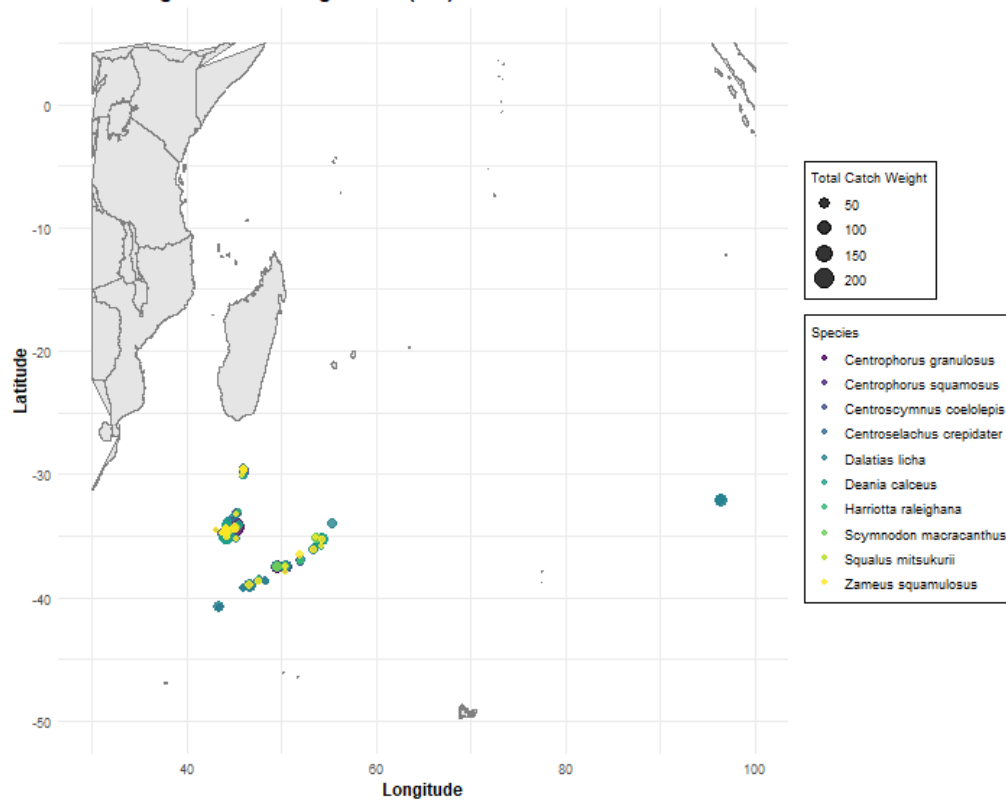 0
-10
-20
-30
-40
-50
Latitude
40
60
80
100
Longitude
Total Catch Weight
50
100
150
200
Species
Centrophorus granulosus
Centrophorus squamosus
Centroscymnus coelolepis
Centroselachus crepidater
Dalatias licha
Deania calceus
Harriotta raleighana
Scymnodon macracanthus
Squalus mitsukurii
Zameus squamulosus